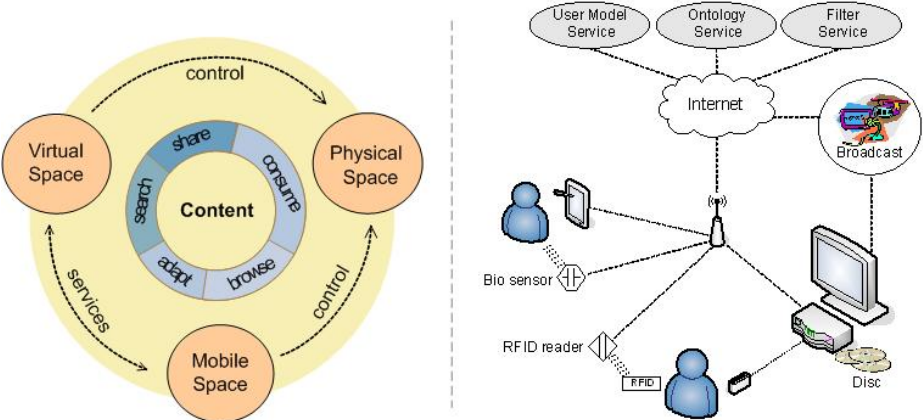 control
Virtual
Space
Physical
Space
share
consume
search
Content
adapt
browse
services
control
Mobile
Space
User Model
Service
Ontology
Service
Filter
Service
Internet
Broadcast
Bio sensor
RFID reader
RFID
Disc